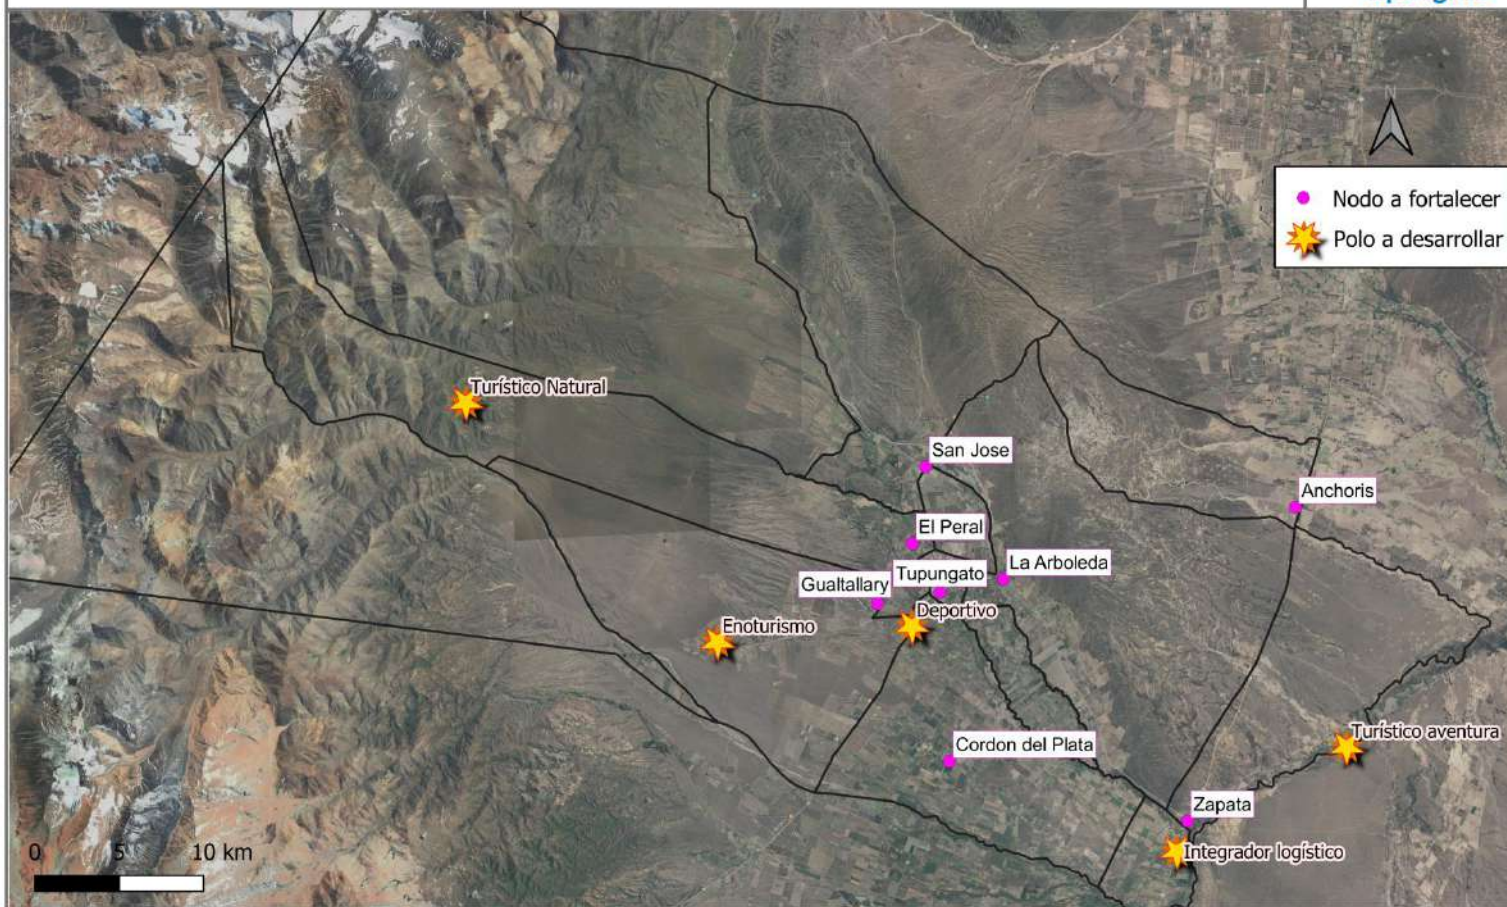 N
Nodo a fortalecer
Polo a desarrollar
Turístico Natural
San Jose
Anchoris
El Peral
La Arboleda
Tupungato
Gualtallary
Deportivo
Enoturismo
Turístico aventura
Cordon del Plata
Zapata
Integrador logístico
0 5 10 km